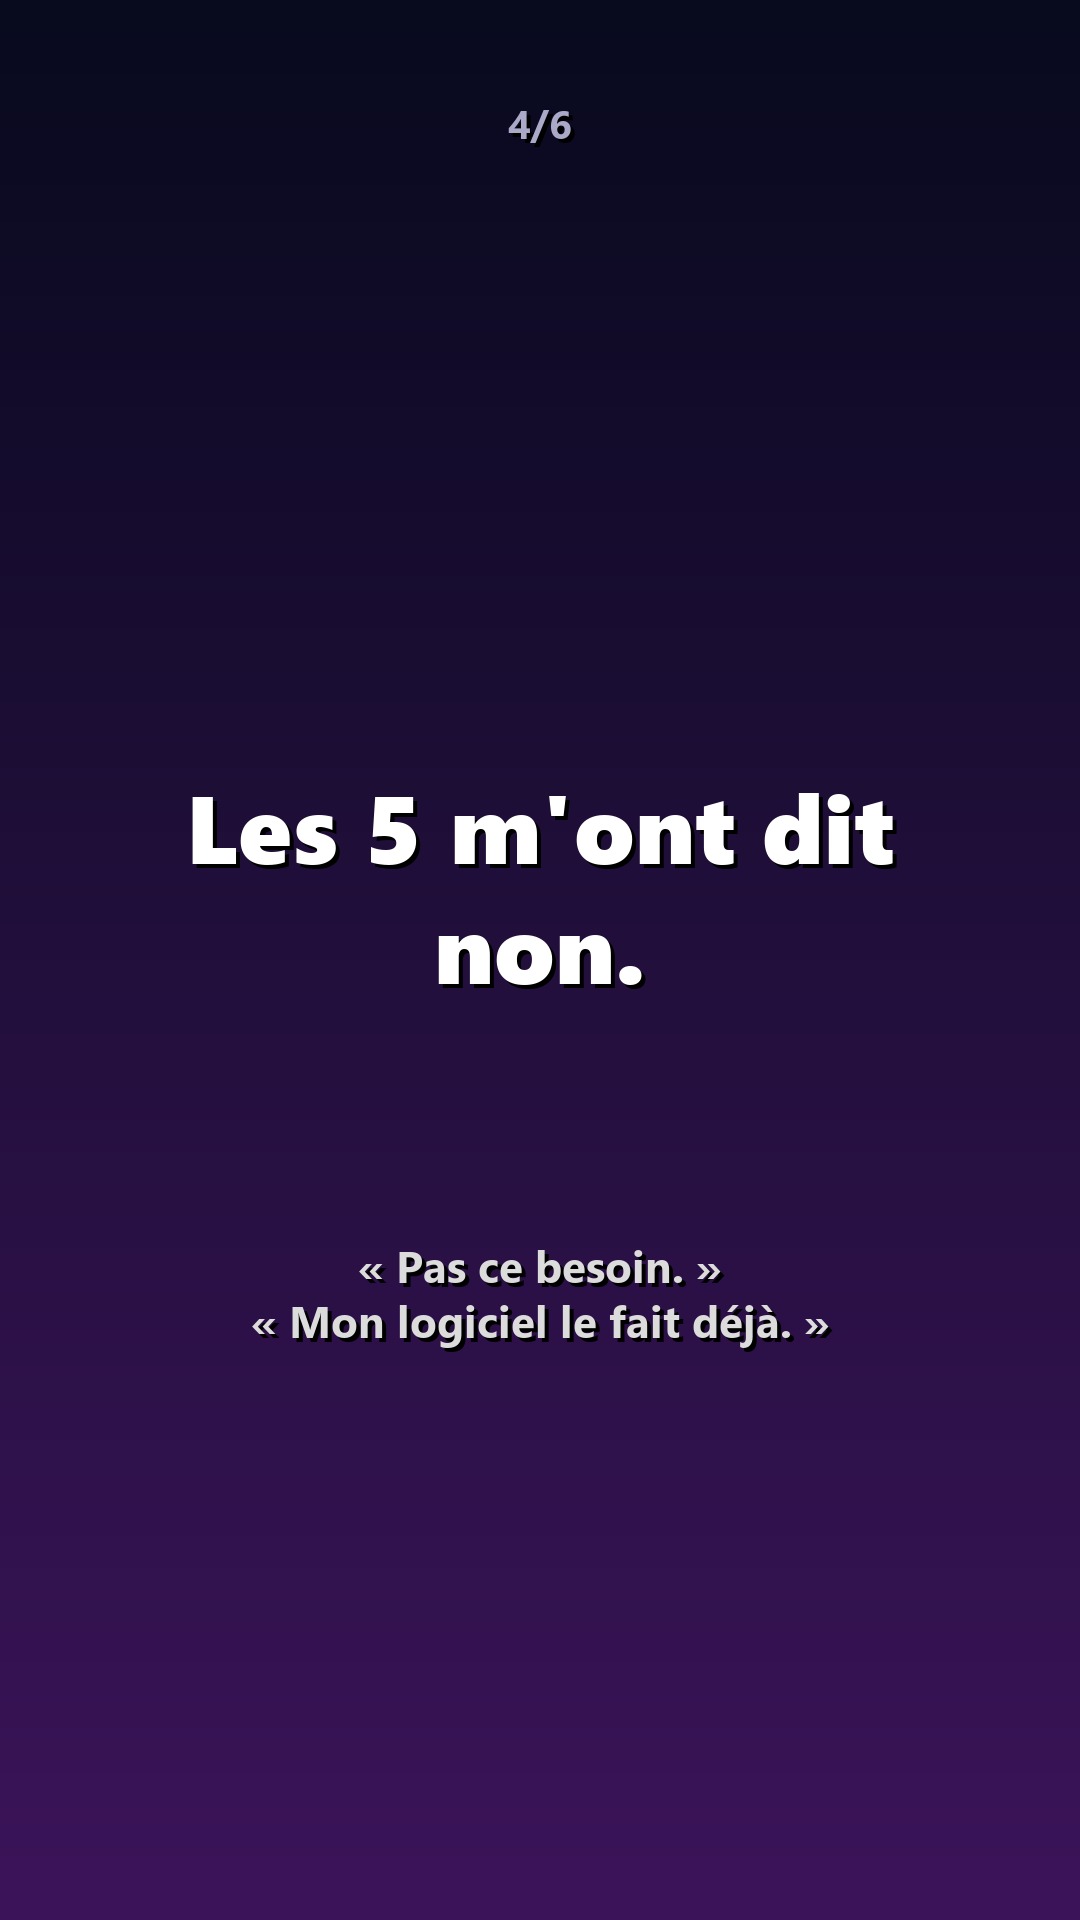 4/6
Les 5 m'ont dit
non.
« Pas ce besoin. »
« Mon logiciel le fait déjà. »